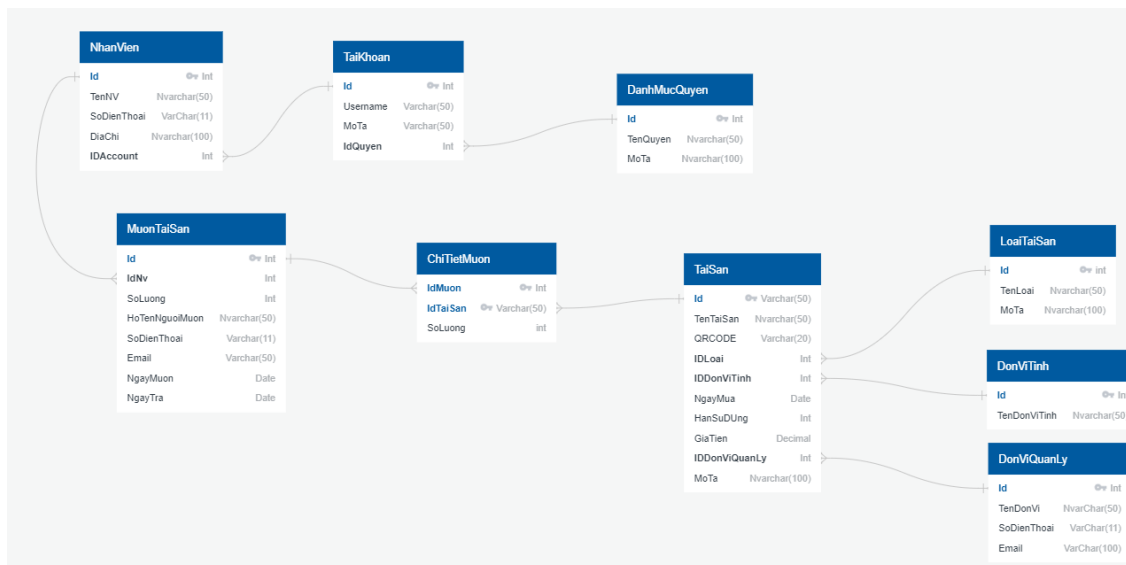 NhanVien
Id Int
TenNV Nvarchar(50)
SoDienThoai VarChar(11)
DiaChi Nvarchar(100)
IDAccount Int
TaiKhoan
Id Int
Username Varchar(50)
MoTa Varchar(50)
IdQuyen Int
DanhMucQuyen
Id Int
TenQuyen Nvarchar(50)
MoTa Nvarchar(100)
MuonTaiSan
Id Int
IdNv Int
SoLuong Int
HoTenNguoiMuon Nvarchar(50)
SoDienThoai Varchar(11)
Email Varchar(50)
NgayMuon Date
NgayTra Date
ChiTietMuon
IdMuon Int
IdTaiSan Varchar(50)
SoLuong int
TaiSan
Id Varchar(50)
TenTaiSan Nvarchar(50)
QRCODE Varchar(20)
IDLoai Int
IDDonViTinh Int
NgayMua Date
HanSuDUng Int
GiaTien Decimal
IDDonViQuanLy Int
MoTa Nvarchar(100)
LoaiTaiSan
Id int
TenLoai Nvarchar(50)
MoTa Nvarchar(100)
DonViTinh
Id In
TenDonViTinh Nvarchar(50
DonViQuanLy
Id Int
TenDonVi NvarChar(50)
SoDienThoai VarChar(11)
Email VarChar(100)